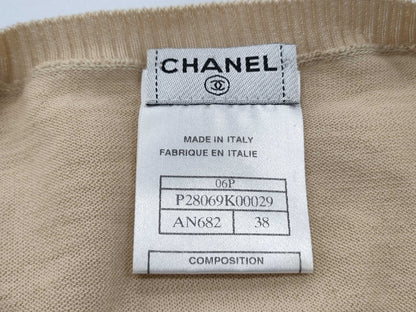 CHANEL
MADE IN ITALY
FABRIQUE EN ITALIE
06P
P28069K00029
AN682 38
COMPOSITION